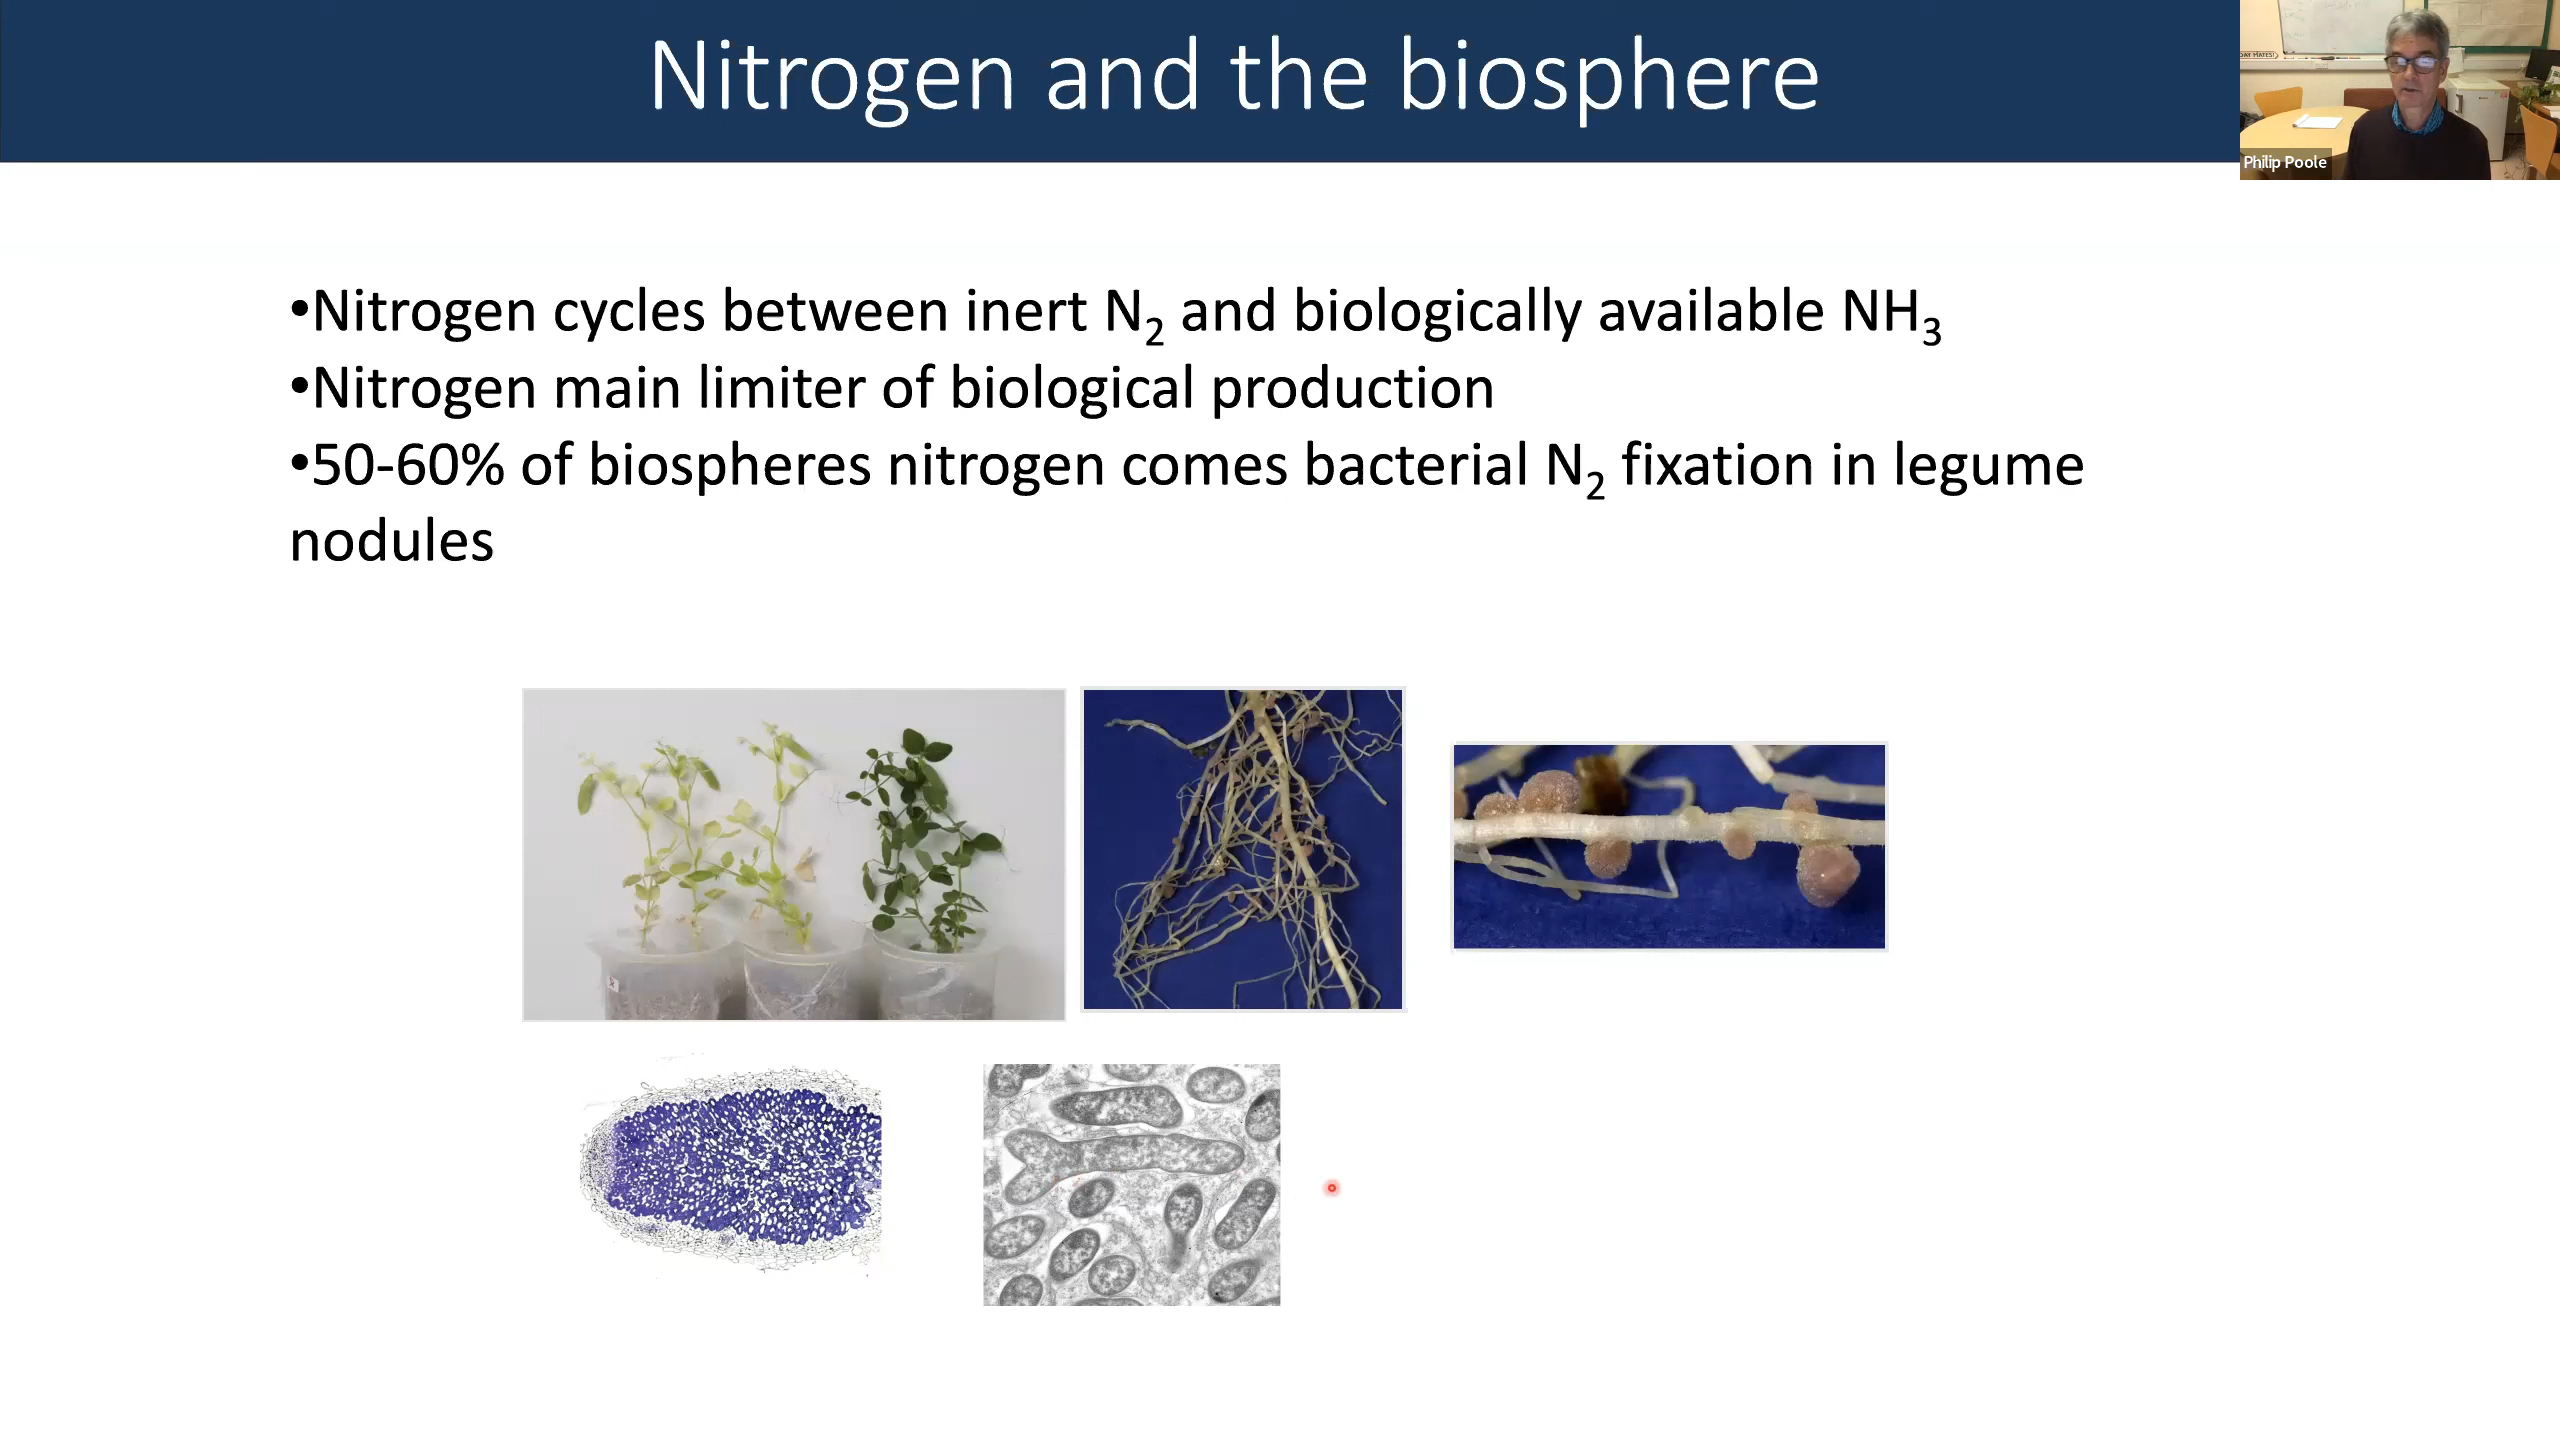 Nitrogen and the biosphere
Philip Poole
•Nitrogen cycles between inert N₂ and biologically available NH₃
•Nitrogen main limiter of biological production
•50-60% of biospheres nitrogen comes bacterial N₂ fixation in legume
nodules